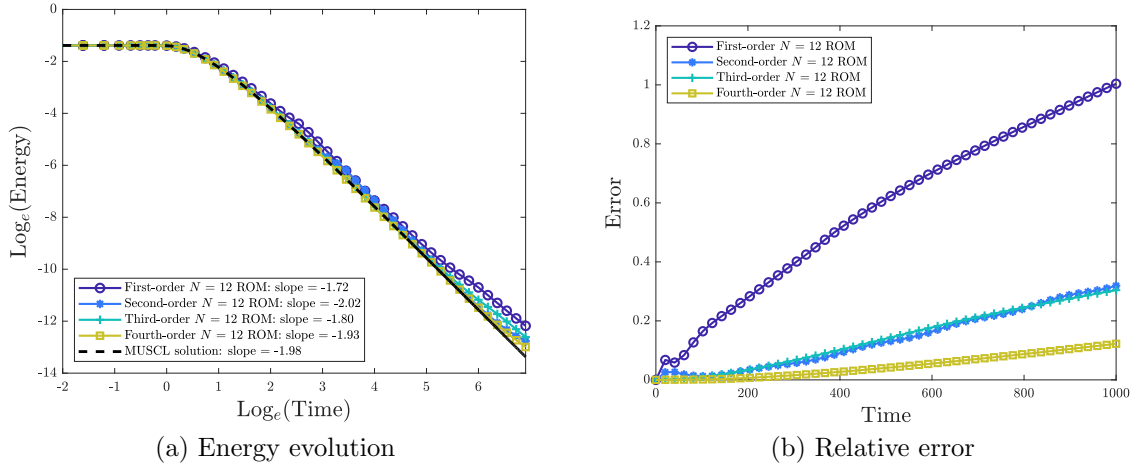 0
-2
-4
-6
-8
-10
-12
-14
-2
-1
0
1
2
3
4
5
6
Log_e(Energy)
Log_e(Time)
First-order N = 12 ROM: slope = -1.72
Second-order N = 12 ROM: slope = -2.02
Third-order N = 12 ROM: slope = -1.80
Fourth-order N = 12 ROM: slope = -1.93
MUSCL solution: slope = -1.98
(a) Energy evolution
1.2
1
0.8
0.6
0.4
0.2
0
0
200
400
600
800
1000
Error
Time
First-order N = 12 ROM
Second-order N = 12 ROM
Third-order N = 12 ROM
Fourth-order N = 12 ROM
(b) Relative error